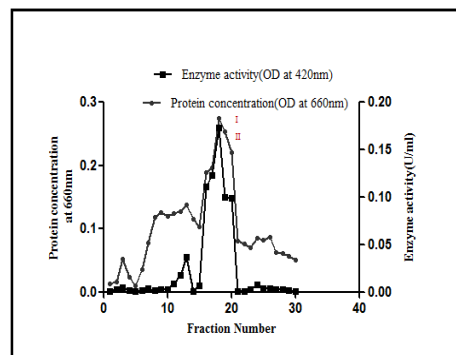 Enzyme activity(OD at 420nm)
Protein concentration(OD at 660nm)
0.3
0.2
0.1
0.0
0.20
0.15
0.10
0.05
0.00
I
II
Protein concentration
at 660nm
Enzyme activity(U/ml)
0
10
20
30
40
Fraction Number